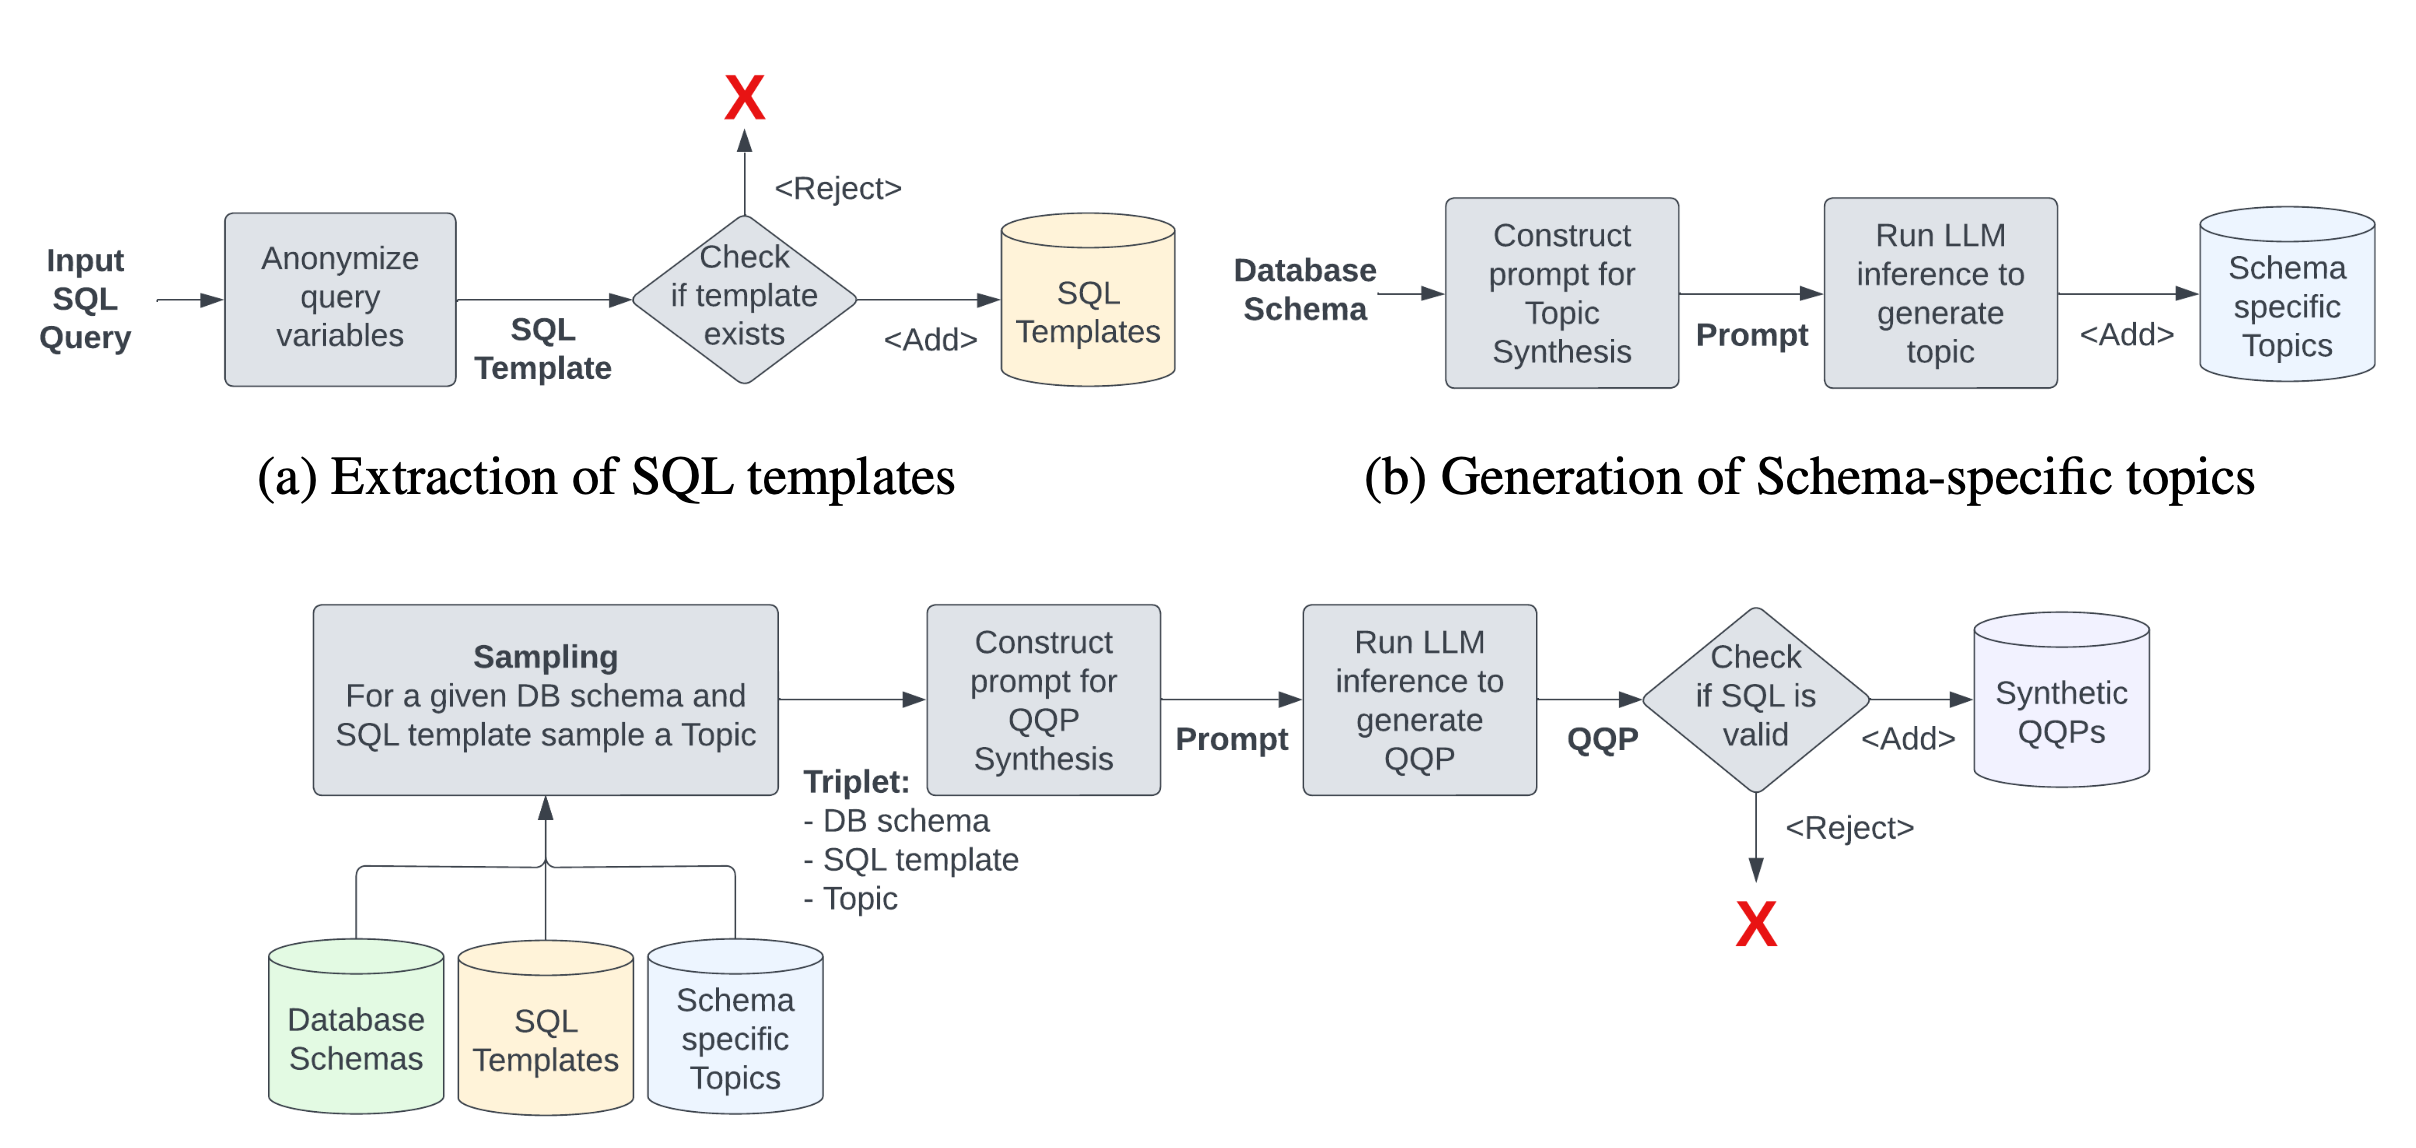 X
<Reject>
Input
SQL
Query
Anonymize
query
variables
SQL
Template
Check
if template
exists
<Add>
SQL
Templates
(a) Extraction of SQL templates
Database
Schema
Construct
prompt for
Topic
Synthesis
Prompt
Run LLM
inference to
generate
topic
<Add>
Schema
specific
Topics
(b) Generation of Schema-specific topics
Sampling
For a given DB schema and
SQL template sample a Topic
Triplet:
- DB schema
- SQL template
- Topic
Construct
prompt for
QQP
Synthesis
Prompt
Run LLM
inference to
generate
QQP
QQP
Check
if SQL is
valid
<Add>
Synthetic
QQPs
<Reject>
X
Database
Schemas
SQL
Templates
Schema
specific
Topics